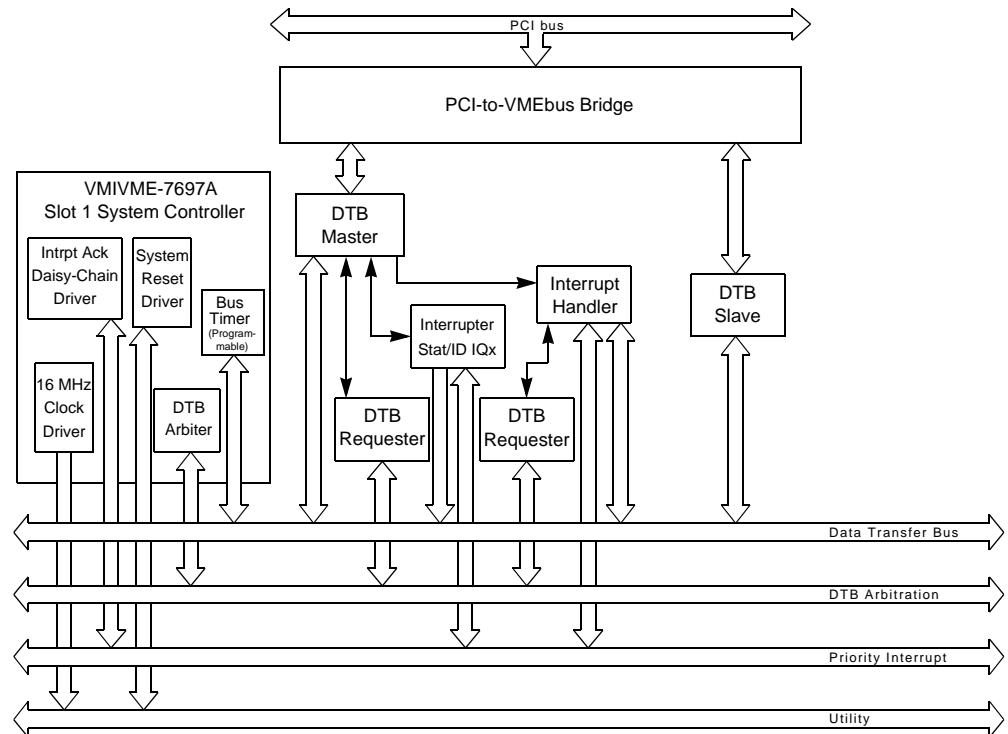 PCI bus
PCI-to-VMEbus Bridge
VMIVME-7697A
Slot 1 System Controller
Intrpt Ack
Daisy-Chain
Driver
System
Reset
Driver
Bus
Timer
(Program-
mable)
16 MHz
Clock
Driver
DTB
Arbiter
DTB
Master
Interrupter
Stat/ID IQx
Interrupt
Handler
DTB
Slave
DTB
Requester
DTB
Requester
Data Transfer Bus
DTB Arbitration
Priority Interrupt
Utility